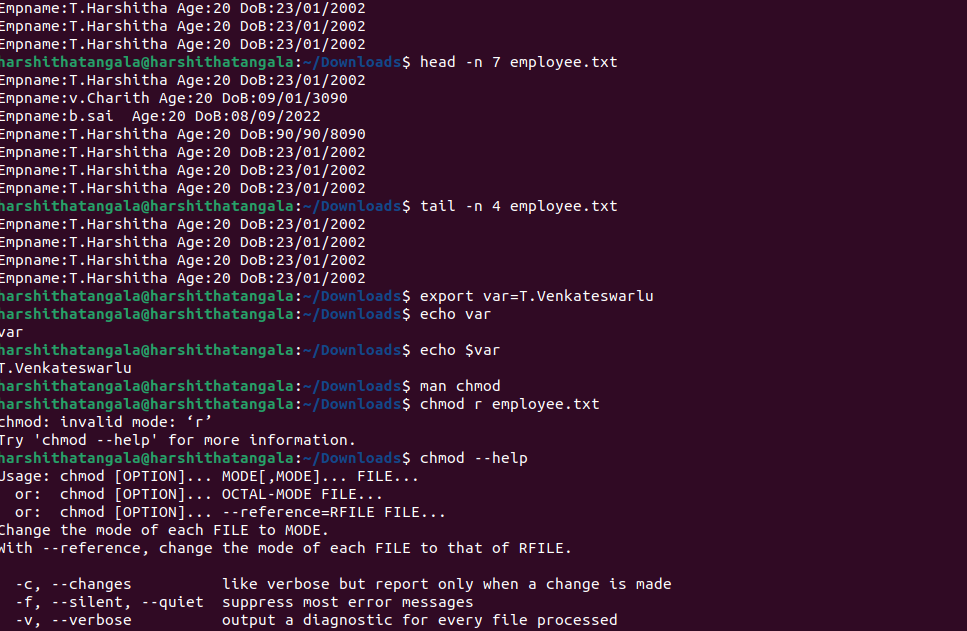 Empname:T.Harshitha Age:20 DoB:23/01/2002
Empname:T.Harshitha Age:20 DoB:23/01/2002
Empname:T.Harshitha Age:20 DoB:23/01/2002
harshithatangala@harshithatangala:~/Downloads$ head -n 7 employee.txt
Empname:T.Harshitha Age:20 DoB:23/01/2002
Empname:v.Charith Age:20 DoB:09/01/3090
Empname:b.sai  Age:20 DoB:08/09/2022
Empname:T.Harshitha Age:20 DoB:90/90/8090
Empname:T.Harshitha Age:20 DoB:23/01/2002
Empname:T.Harshitha Age:20 DoB:23/01/2002
Empname:T.Harshitha Age:20 DoB:23/01/2002
harshithatangala@harshithatangala:~/Downloads$ tail -n 4 employee.txt
Empname:T.Harshitha Age:20 DoB:23/01/2002
Empname:T.Harshitha Age:20 DoB:23/01/2002
Empname:T.Harshitha Age:20 DoB:23/01/2002
Empname:T.Harshitha Age:20 DoB:23/01/2002
harshithatangala@harshithatangala:~/Downloads$ export var=T.Venkateswarlu
harshithatangala@harshithatangala:~/Downloads$ echo var
var
harshithatangala@harshithatangala:~/Downloads$ echo $var
T.Venkateswarlu
harshithatangala@harshithatangala:~/Downloads$ man chmod
harshithatangala@harshithatangala:~/Downloads$ chmod r employee.txt
chmod: invalid mode: ‘r’
Try 'chmod --help' for more information.
harshithatangala@harshithatangala:~/Downloads$ chmod --help
Usage: chmod [OPTION]... MODE[,MODE]... FILE...
  or:  chmod [OPTION]... OCTAL-MODE FILE...
  or:  chmod [OPTION]... --reference=RFILE FILE...
Change the mode of each FILE to MODE.
With --reference, change the mode of each FILE to that of RFILE.
  -c, --changes          like verbose but report only when a change is made
  -f, --silent, --quiet  suppress most error messages
  -v, --verbose          output a diagnostic for every file processed